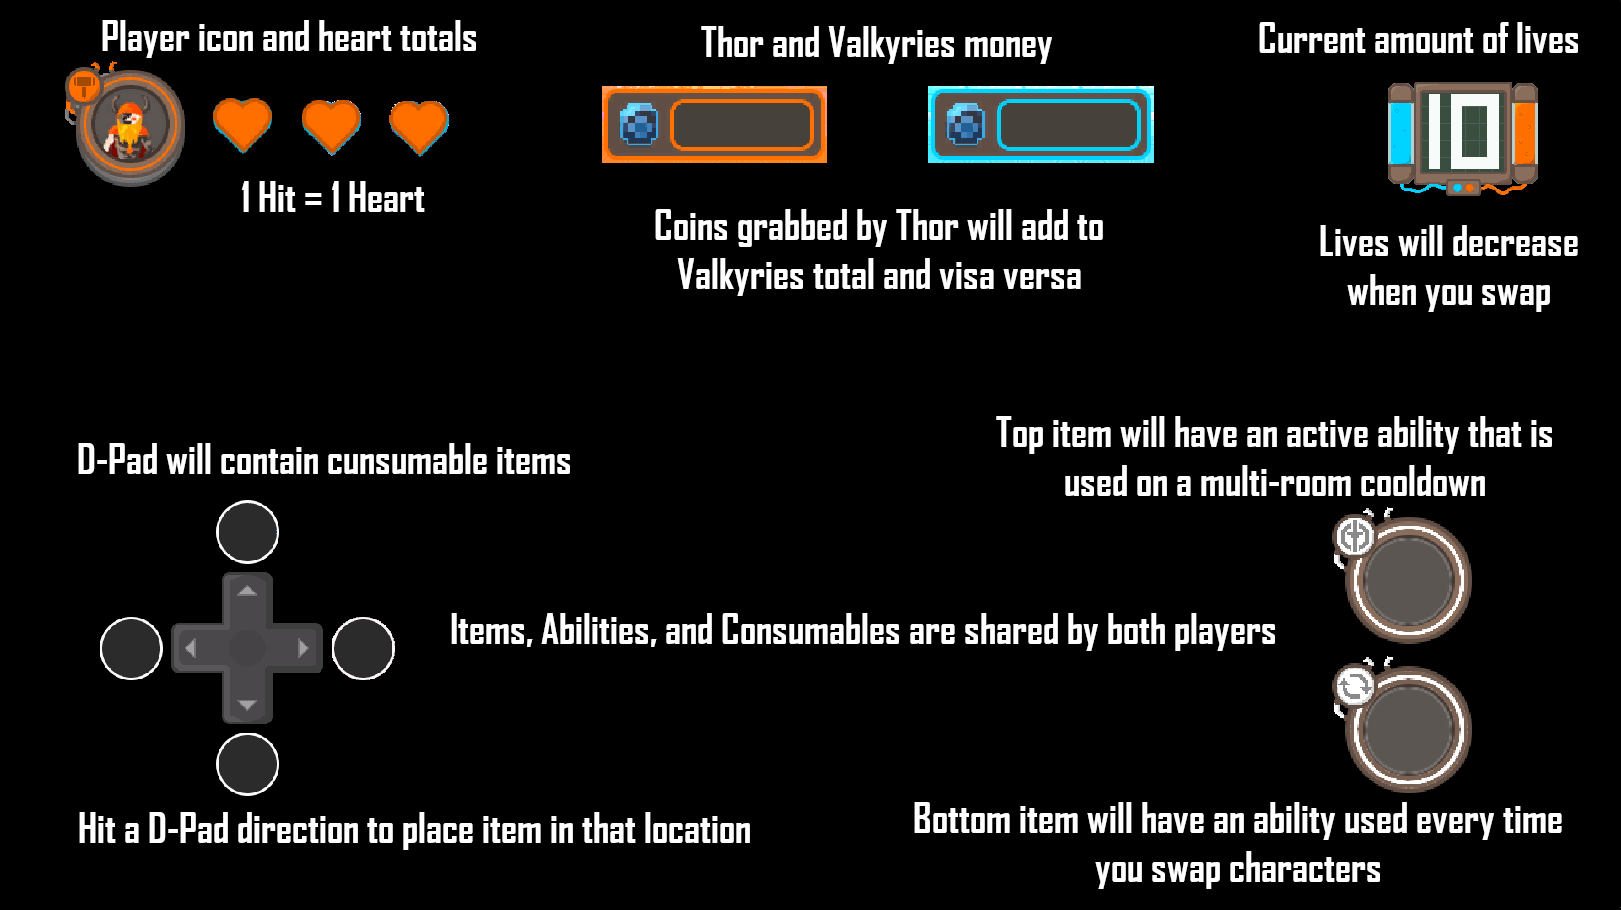 Player icon and heart totals
1 Hit = 1 Heart
Thor and Valkyries money
Coins grabbed by Thor will add to
Valkyries total and visa versa
Current amount of lives
10
Lives will decrease
when you swap
D-Pad will contain cunsumable items
Top item will have an active ability that is
used on a multi-room cooldown
Items, Abilities, and Consumables are shared by both players
Hit a D-Pad direction to place item in that location
Bottom item will have an ability used every time
you swap characters